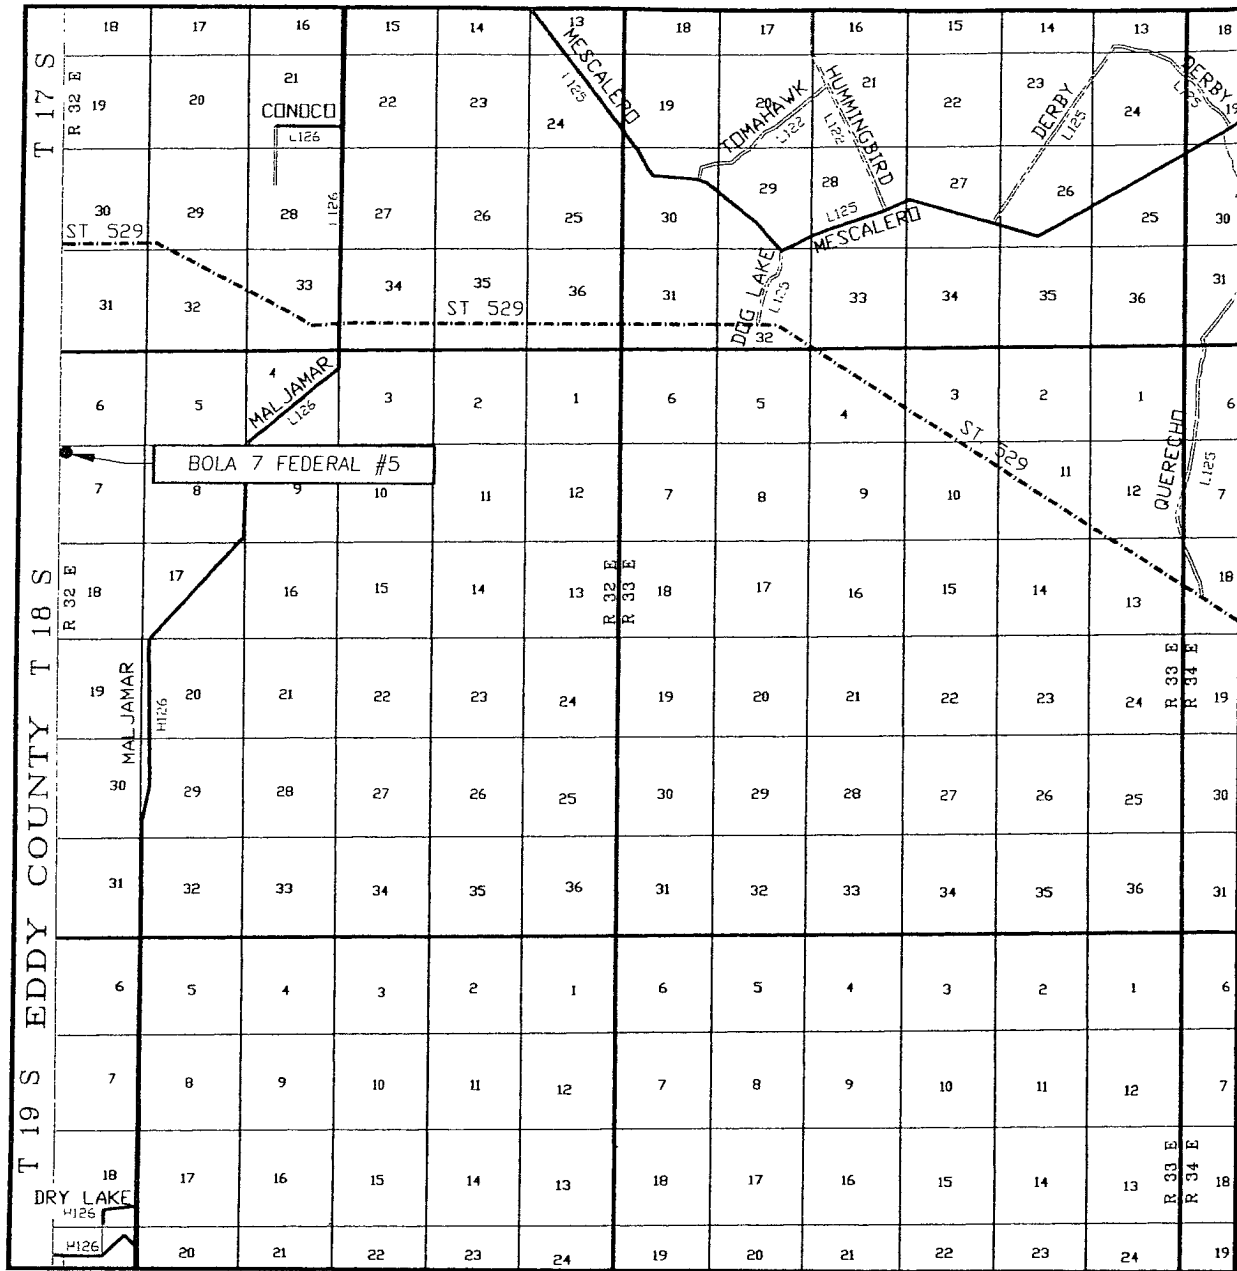 18 17 16 15 14 13 18 17 16 15 14 13 18
T 17 S
R 32 E
MESCALERO
L125
HUMMINGBIRD
L122
DERBY
L125
DERBY
L125
19 20 21 22 23 24 19 20 21 22 23 24 19
CONOCO
L126
TOMAHAWK
L122
L126
30 29 28 27 26 25 30 29 28 27 26 25 30
L125
MESCALERO
ST 529
DOG LAKE
L125
31 32 33 34 35 36 31 32 33 34 35 36 31
ST 529
MALJAMAR
L126
6 5 4 3 2 1 6 5 4 3 2 1 6
ST. 529
QUERECHO
L125
BOLA 7 FEDERAL #5
7 8 9 10 11 12 7 8 9 10 11 12 7
T 18 S
R 32 E
18 17 16 15 14 13 18 17 16 15 14 13 18
R 32 E
R 33 E
MALJAMAR
H126
19 20 21 22 23 24 19 20 21 22 23 24 19
R 33 E
R 34 E
30 29 28 27 26 25 30 29 28 27 26 25 30
EDDY COUNTY
31 32 33 34 35 36 31 32 33 34 35 36 31
6 5 4 3 2 1 6 5 4 3 2 1 6
7 8 9 10 11 12 7 8 9 10 11 12 7
T 19 S
18 17 16 15 14 13 18 17 16 15 14 13 18
R 33 E
R 34 E
DRY LAKE
H126
H126
20 21 22 23 24 19 20 21 22 23 24 19